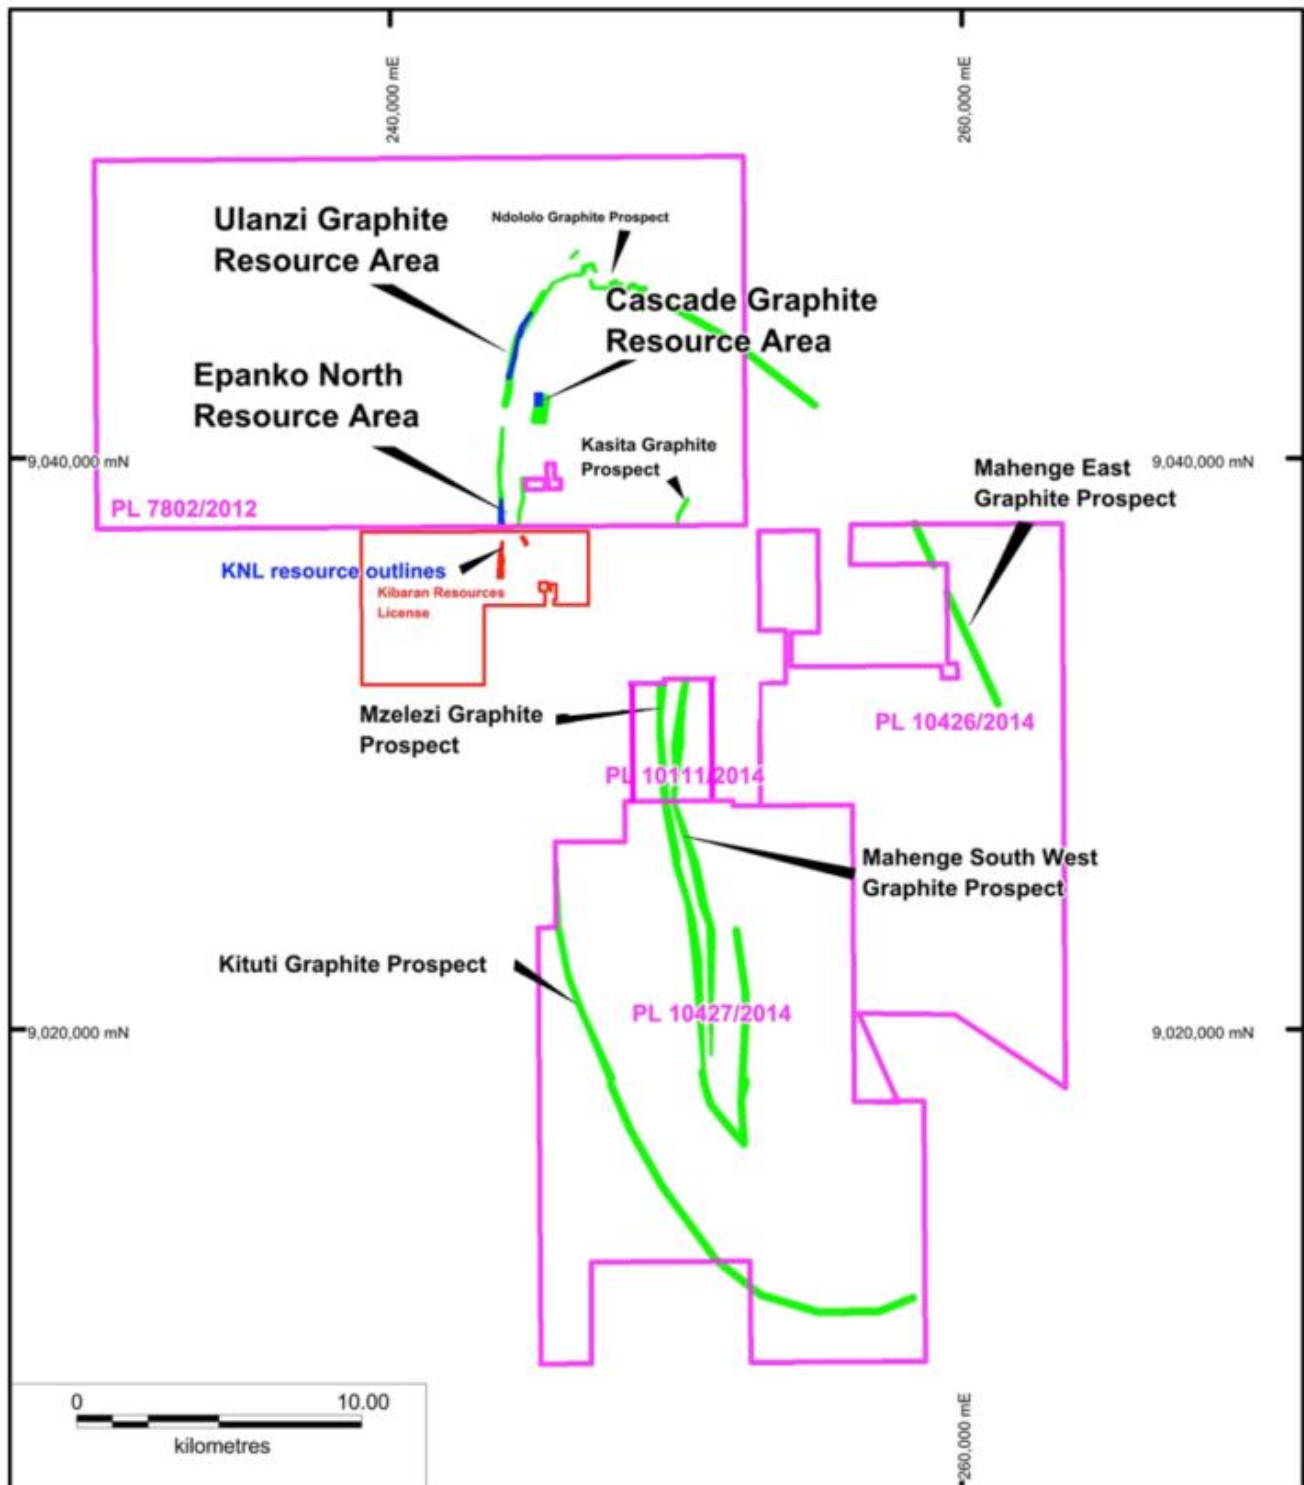 240,000 mE
260,000 mE
Ulanzi Graphite
Resource Area
Ndololo Graphite Prospect
Cascade Graphite
Resource Area
Epanko North
Resource Area
Kasita Graphite
Prospect
9,040,000 mN
9,040,000 mN
Mahenge East
Graphite Prospect
PL 7802/2012
KNL resource outlines
Kibaran Resources
License
Mzelezi Graphite
Prospect
PL 10426/2014
PL 10111/2014
Mahenge South West
Graphite Prospect
Kituti Graphite Prospect
PL 10427/2014
9,020,000 mN
9,020,000 mN
0 10.00
kilometres
260,000 mE